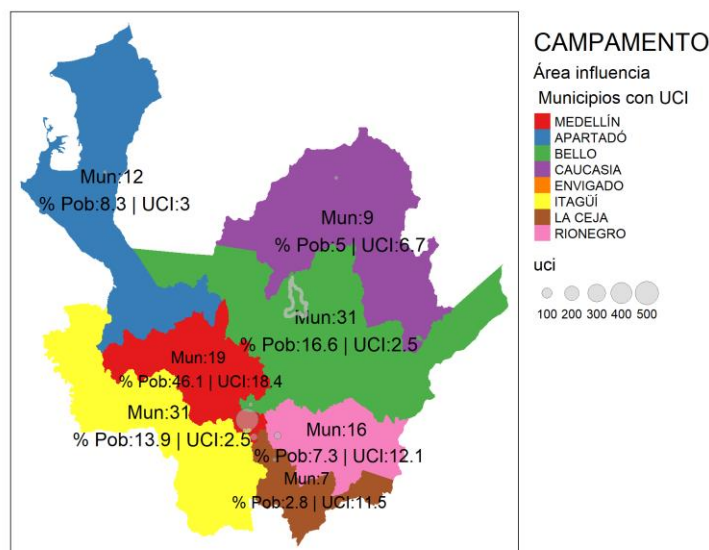 Mun:12
% Pob:8.3 | UCI:3
Mun:9
% Pob:5 | UCI:6.7
Mun:31
% Pob:16.6 | UCI:2.5
Mun:19
% Pob:46.1 | UCI:18.4
Mun:31
% Pob:13.9 | UCI:2.5
Mun:16
% Pob:7.3 | UCI:12.1
Mun:7
% Pob:2.8 | UCI:11.5
CAMPAMENTO
Área influencia
Municipios con UCI
MEDELLÍN
APARTADÓ
BELLO
CAUCASIA
ENVIGADO
ITAGÜÍ
LA CEJA
RIONEGRO
uci
100 200 300 400 500